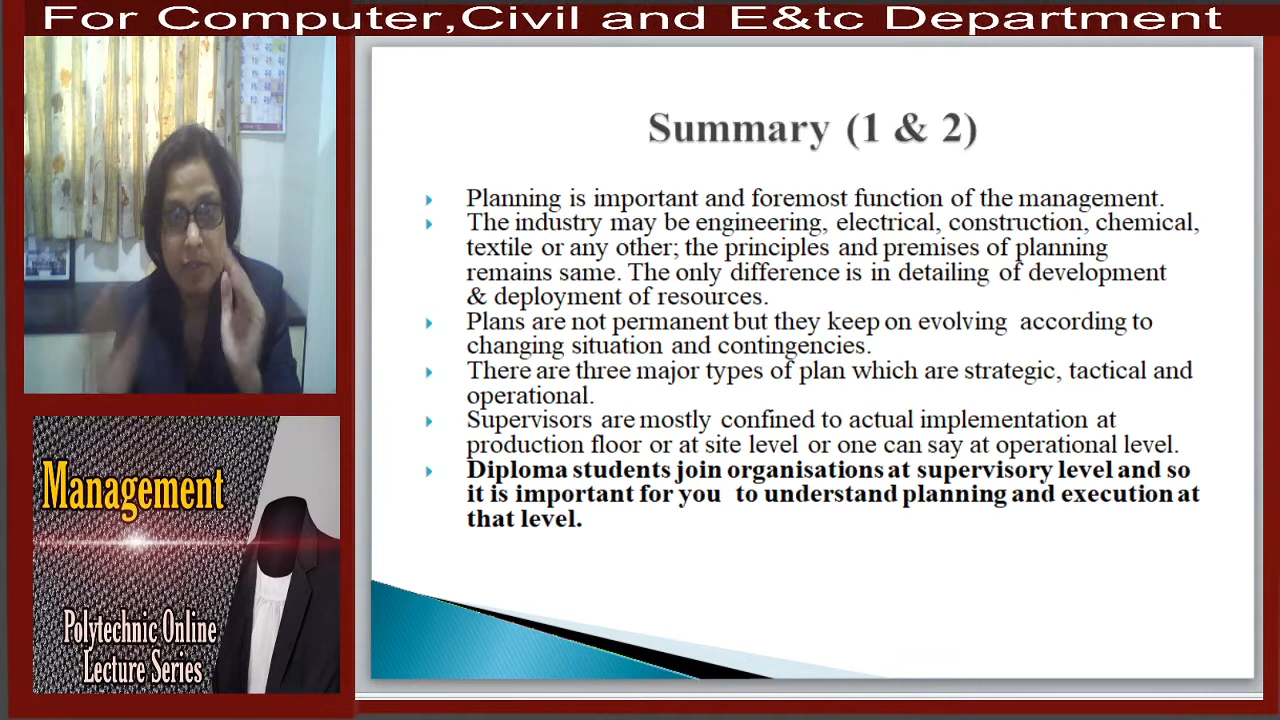 For Computer,Civil and E&tc Department
Summary (1 & 2)
Planning is important and foremost function of the management.
The industry may be engineering, electrical, construction, chemical,
textile or any other; the principles and premises of planning
remains same. The only difference is in detailing of development
& deployment of resources.
Plans are not permanent but they keep on evolving according to
changing situation and contingencies.
There are three major types of plan which are strategic, tactical and
operational.
Supervisors are mostly confined to actual implementation at
production floor or at site level or one can say at operational level.
Diploma students join organisations at supervisory level and so
it is important for you to understand planning and execution at
that level.
Management
Polytechnic Online
Lecture Series